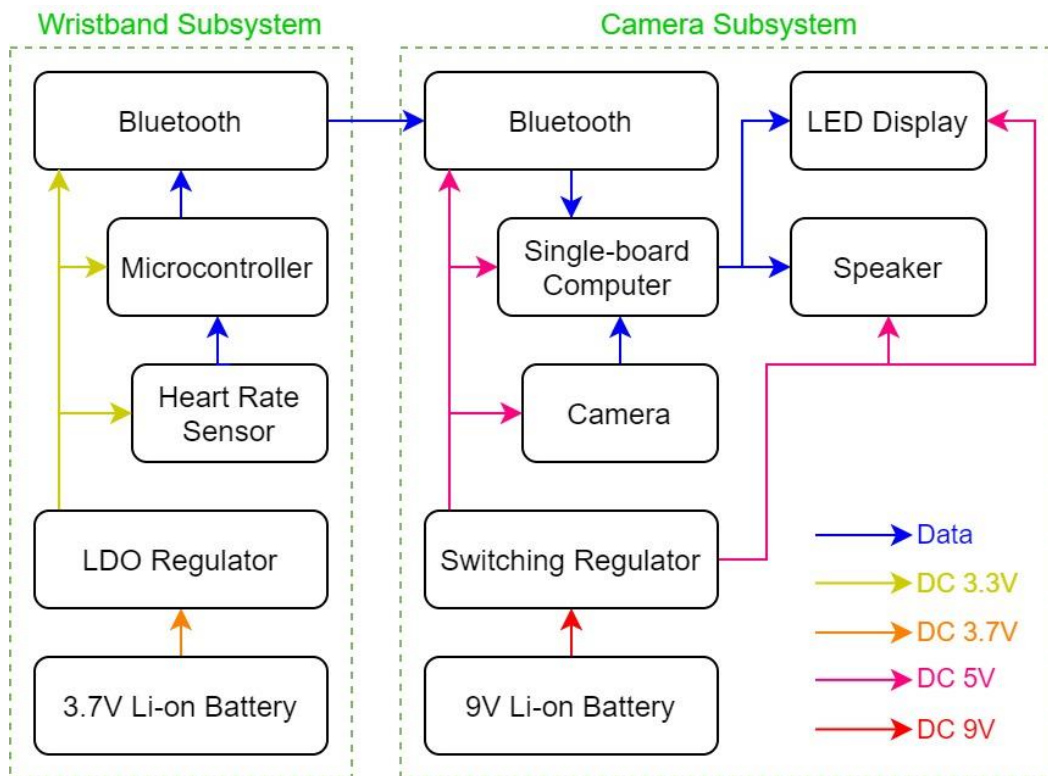 Wristband Subsystem
Camera Subsystem
Bluetooth
Bluetooth
LED Display
Microcontroller
Single-board
Computer
Speaker
Heart Rate
Sensor
Camera
LDO Regulator
Switching Regulator
3.7V Li-on Battery
9V Li-on Battery
Data
DC 3.3V
DC 3.7V
DC 5V
DC 9V